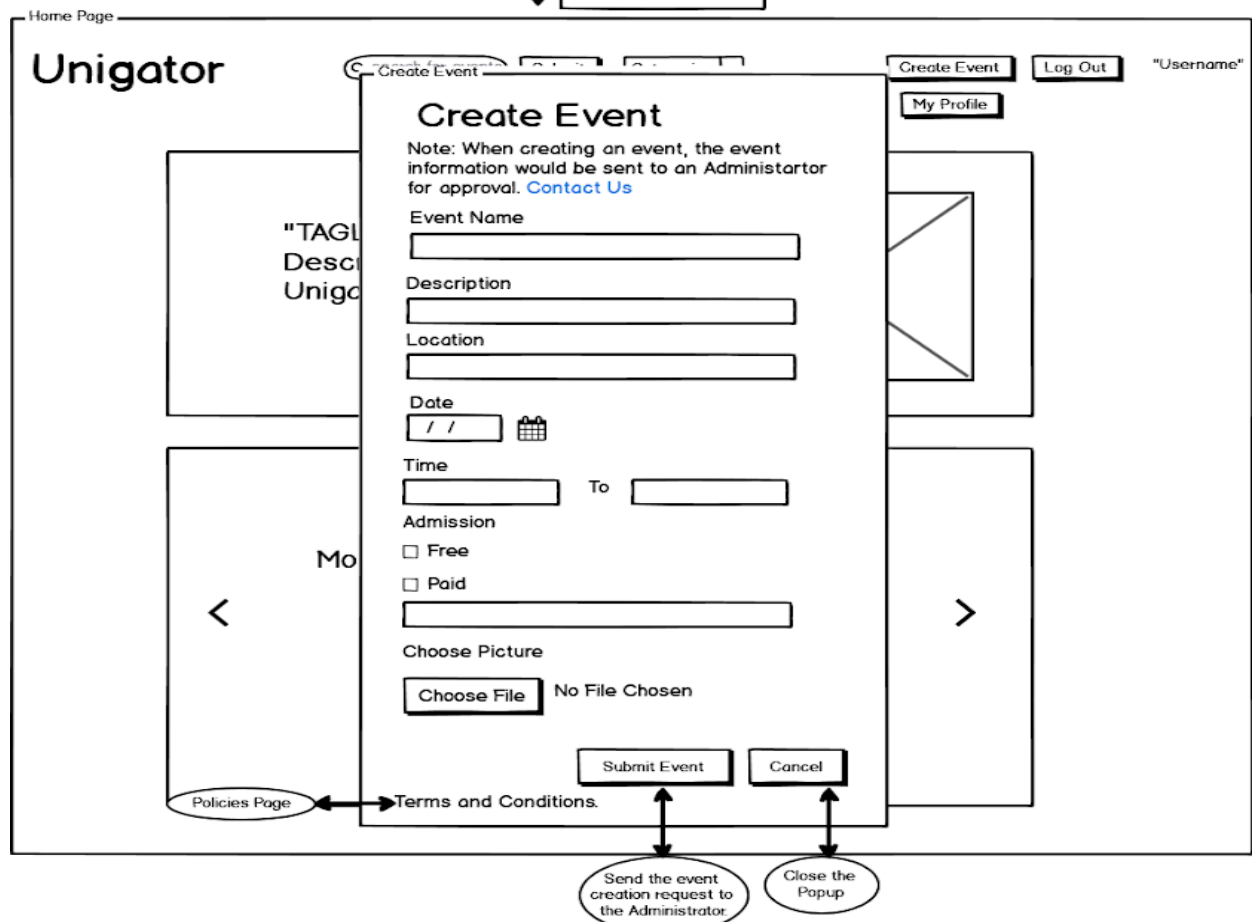 Home Page
Unigator
Create Event
Log Out
"Username"
My Profile
Create Event
Create Event
Note: When creating an event, the event
information would be sent to an Administartor
for approval. Contact Us
Event Name
"TAGL
Descr
Uniga
Description
Location
Date
/ /
Time
To
Admission
Free
Mo
Paid
<
>
Choose Picture
Choose File
No File Chosen
Submit Event
Cancel
Policies Page
Terms and Conditions.
Send the event
creation request to
the Administrator.
Close the
Popup